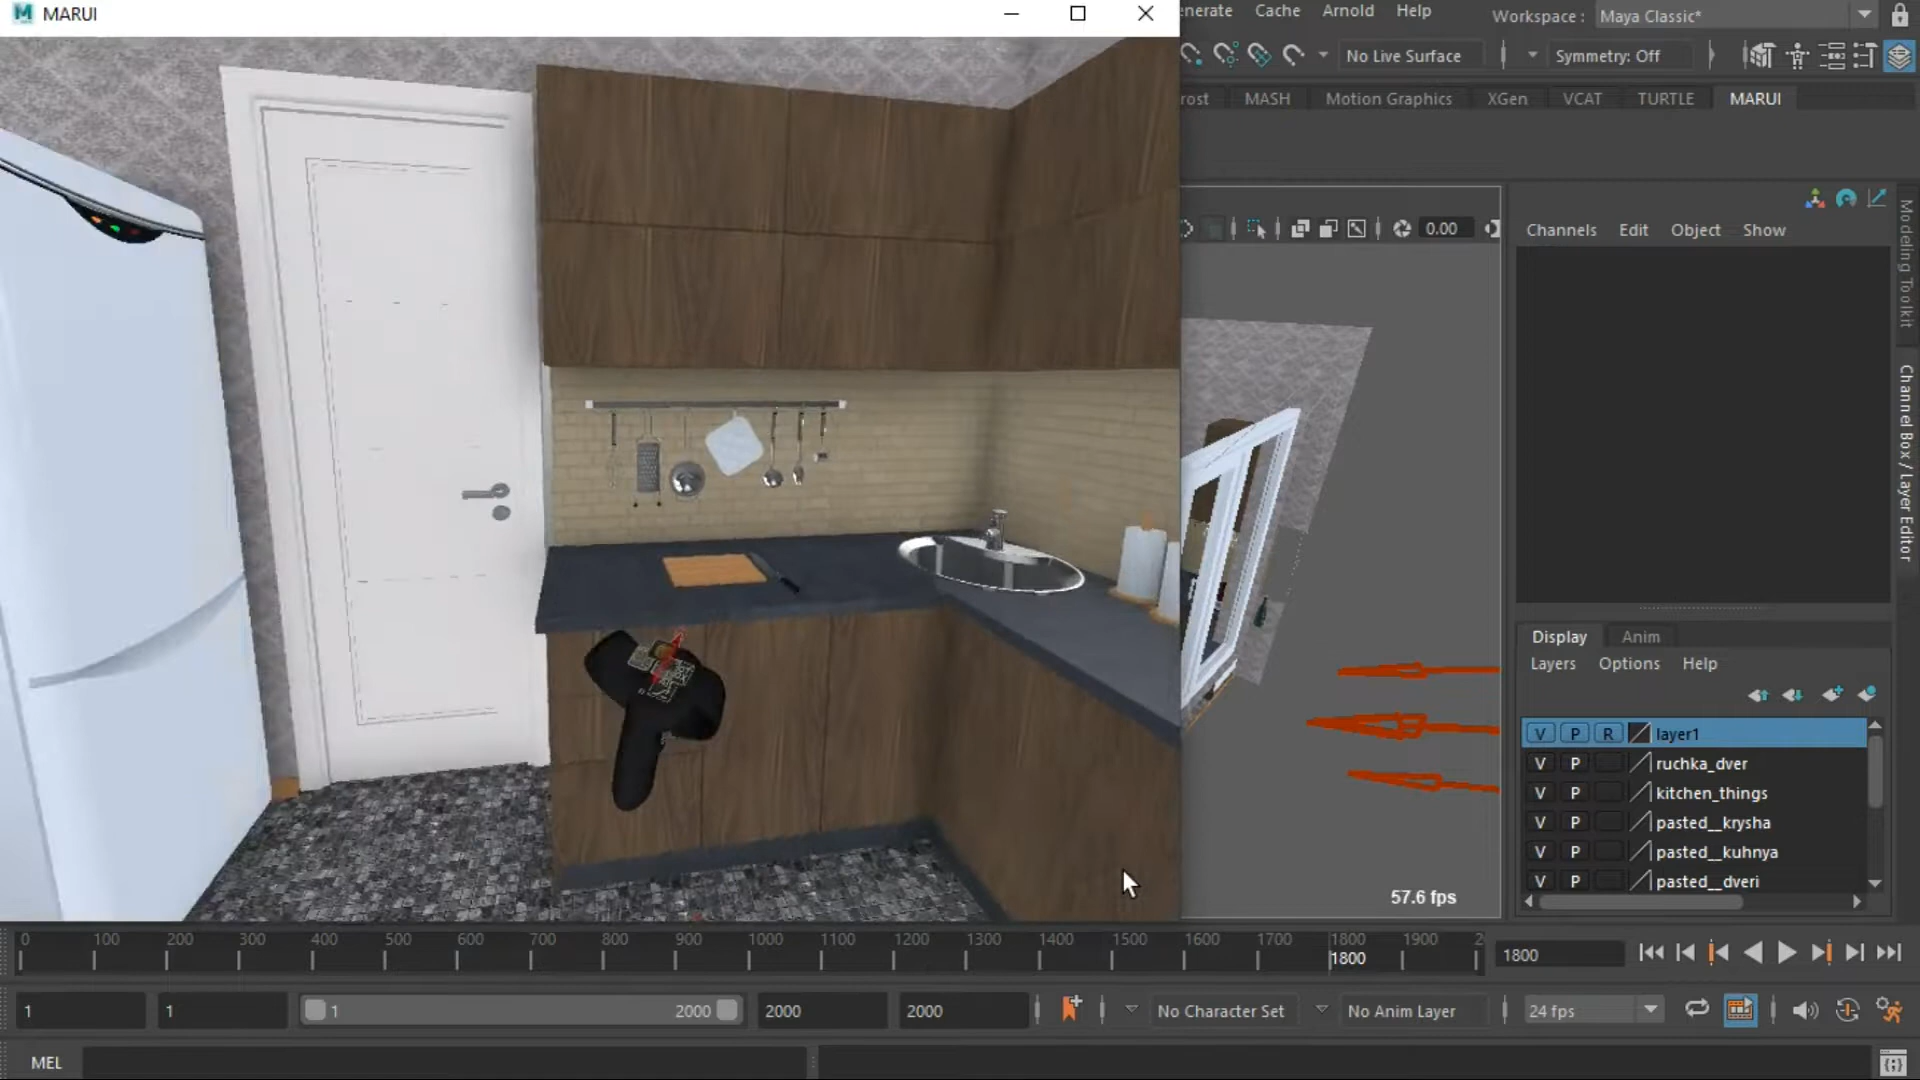 MARUI
enerate Cache Arnold Help
Workspace : Maya Classic*
No Live Surface
Symmetry: Off
rost MASH Motion Graphics XGen VCAT TURTLE MARUI
0.00
Channels Edit Object Show
Modeling Toolkit
Channel Box / Layer Editor
Display Anim
Layers Options Help
V P R layer1
V P ruchka_dver
V P kitchen_things
V P pasted__krysha
V P pasted__kuhnya
V P pasted__dveri
57.6 fps
0 100 200 300 400 500 600 700 800 900 1000 1100 1200 1300 1400 1500 1600 1700 1800 1900 2
1800
1800
1 1 1 2000 2000 2000 No Character Set No Anim Layer 24 fps
MEL